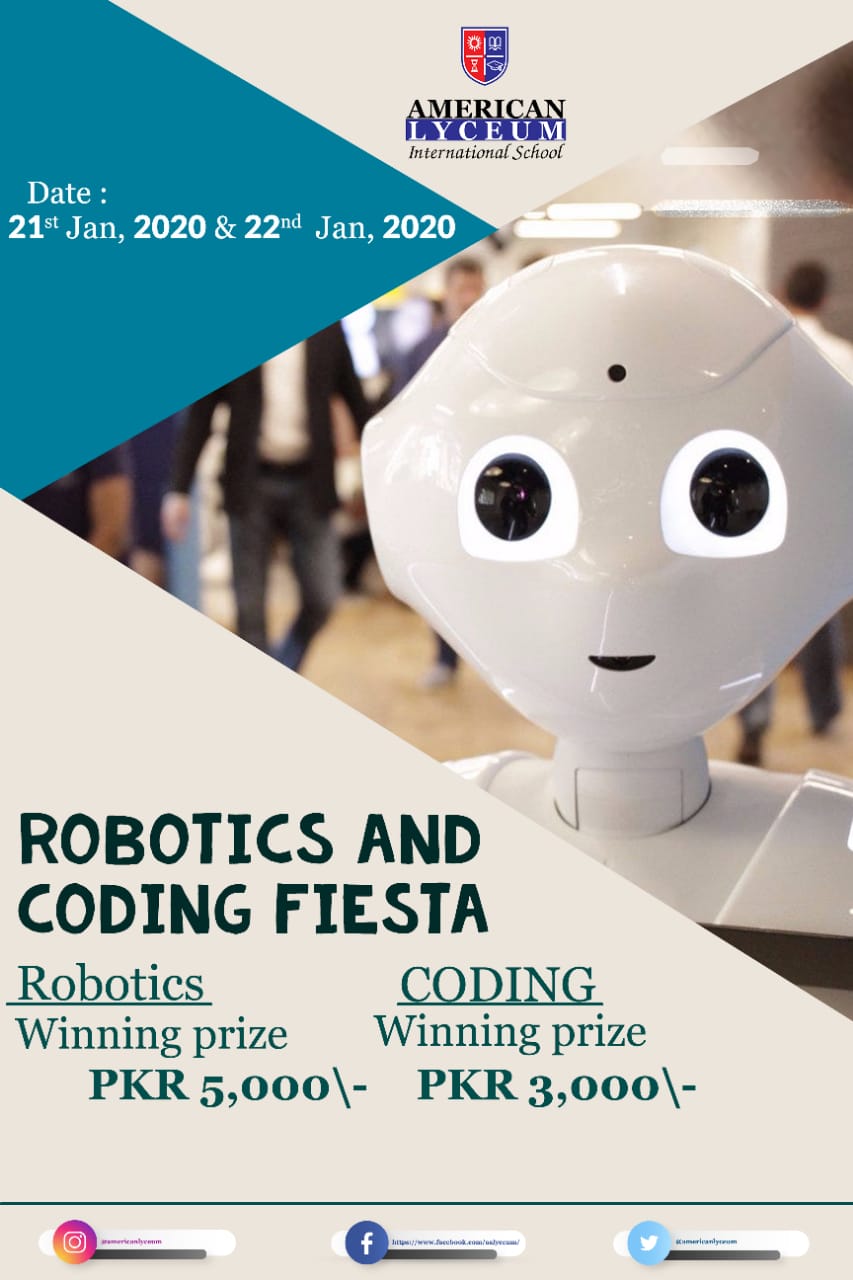 AMERICAN
LYCEUM
International School
Date :
21st Jan, 2020 & 22nd Jan, 2020
ROBOTICS AND
CODING FIESTA
Robotics
Winning prize
PKR 5,000\-
CODING
Winning prize
PKR 3,000\-
@americanlyceum
https://www.facebook.com/uslyceum/
@americanlyceum